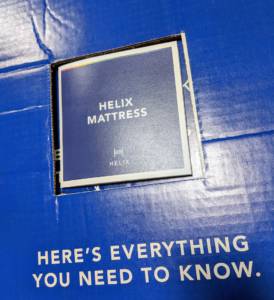 HELIX
MATTRESS
HELIX
HERE'S EVERYTHING
YOU NEED TO KNOW.